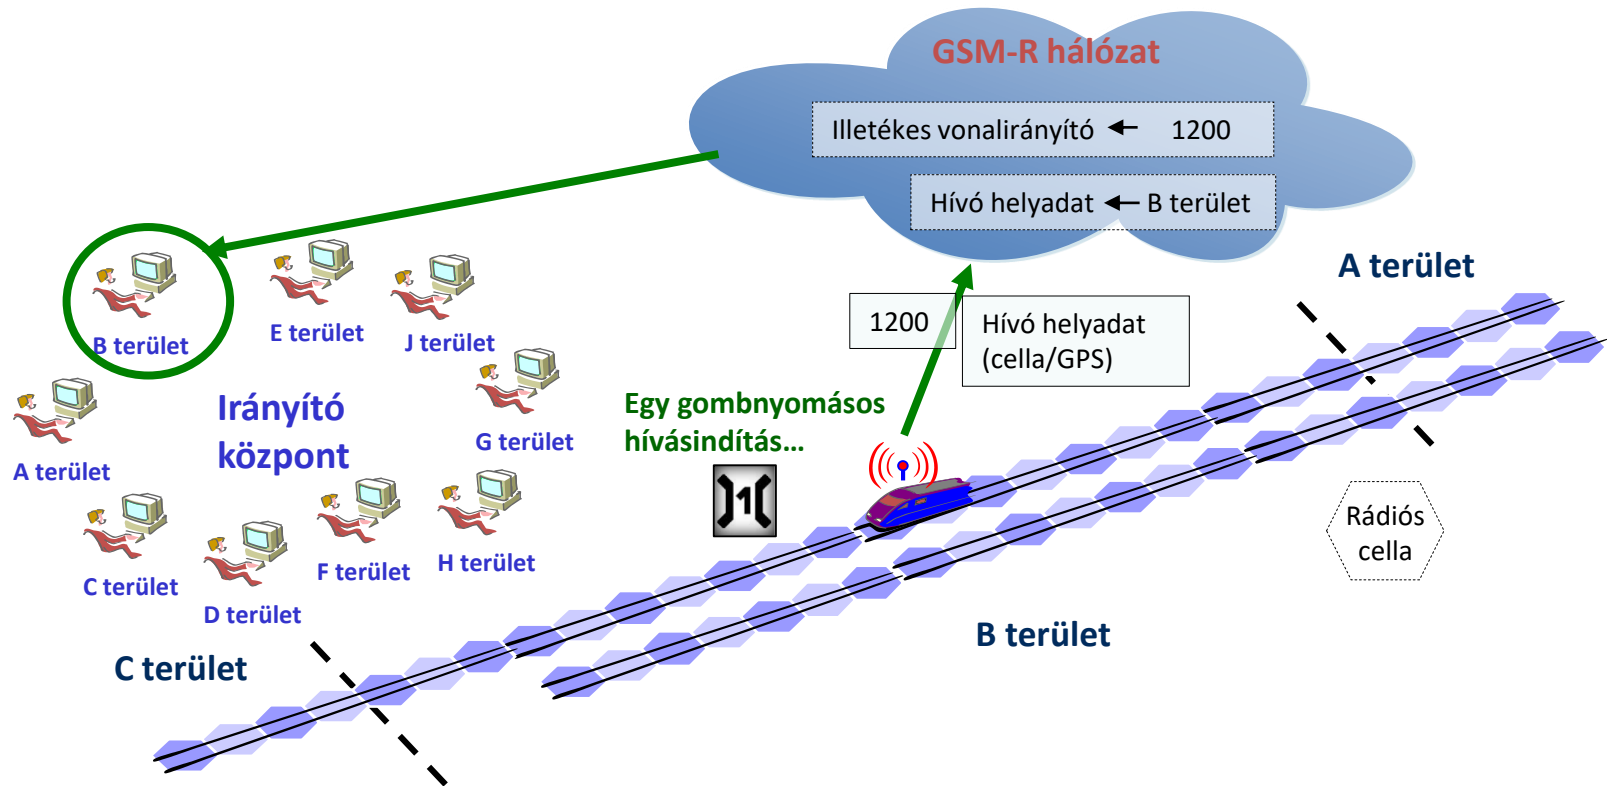 GSM-R hálózat
Illetékes vonalirányító
1200
Hívó helyadat
B terület
A terület
B terület
E terület
J terület
1200
Hívó helyadat
(cella/GPS)
Irányító
központ
Egy gombnyomásos
hívásindítás...
G terület
A terület
1
Rádiós
cella
C terület
F terület
H terület
D terület
B terület
C terület